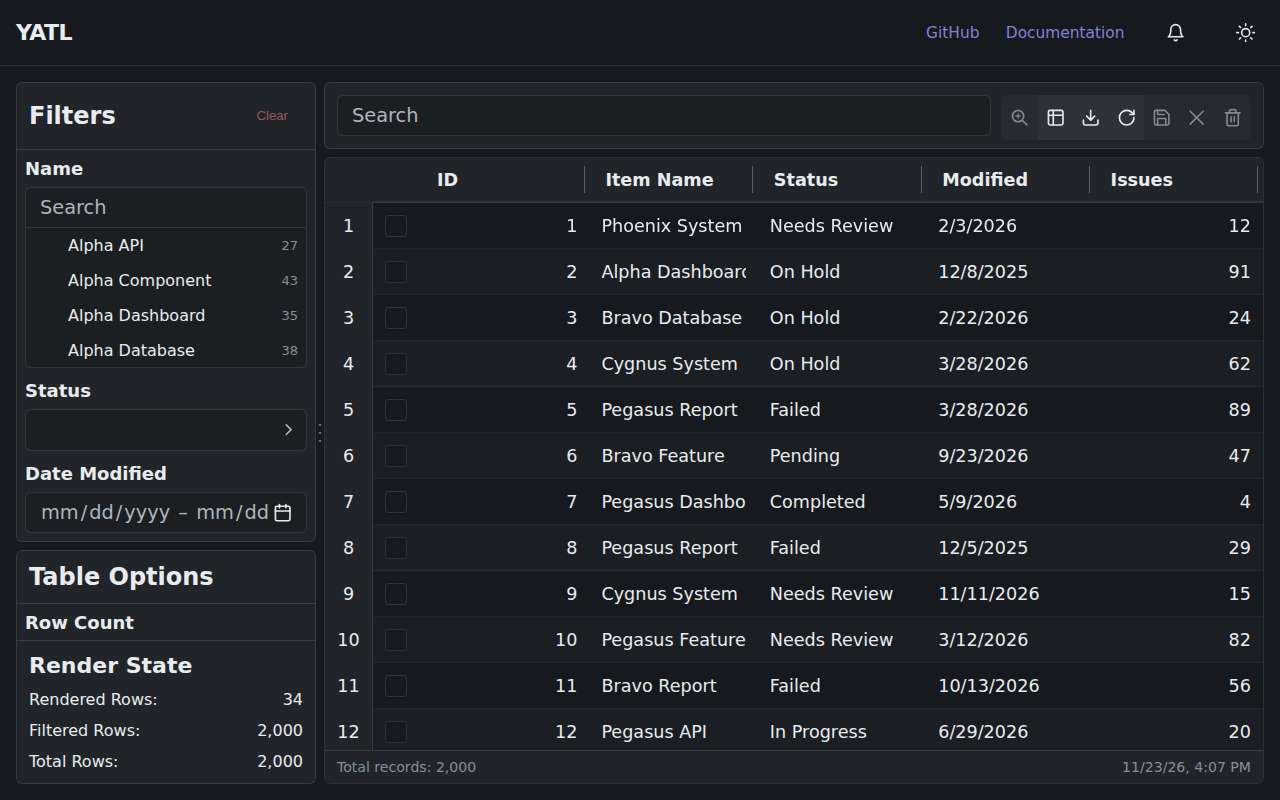 YATL
GitHub Documentation
Filters
Clear
Name
Search
Alpha API 27
Alpha Component 43
Alpha Dashboard 35
Alpha Database 38
Status
Date Modified
mm/dd/yyyy – mm/dd
Table Options
Row Count
Render State
Rendered Rows: 34
Filtered Rows: 2,000
Total Rows: 2,000
Search
ID Item Name Status Modified Issues
1 1 Phoenix System Needs Review 2/3/2026 12
2 2 Alpha Dashboard On Hold 12/8/2025 91
3 3 Bravo Database On Hold 2/22/2026 24
4 4 Cygnus System On Hold 3/28/2026 62
5 5 Pegasus Report Failed 3/28/2026 89
6 6 Bravo Feature Pending 9/23/2026 47
7 7 Pegasus Dashbo Completed 5/9/2026 4
8 8 Pegasus Report Failed 12/5/2025 29
9 9 Cygnus System Needs Review 11/11/2026 15
10 10 Pegasus Feature Needs Review 3/12/2026 82
11 11 Bravo Report Failed 10/13/2026 56
12 12 Pegasus API In Progress 6/29/2026 20
Total records: 2,000 11/23/26, 4:07 PM